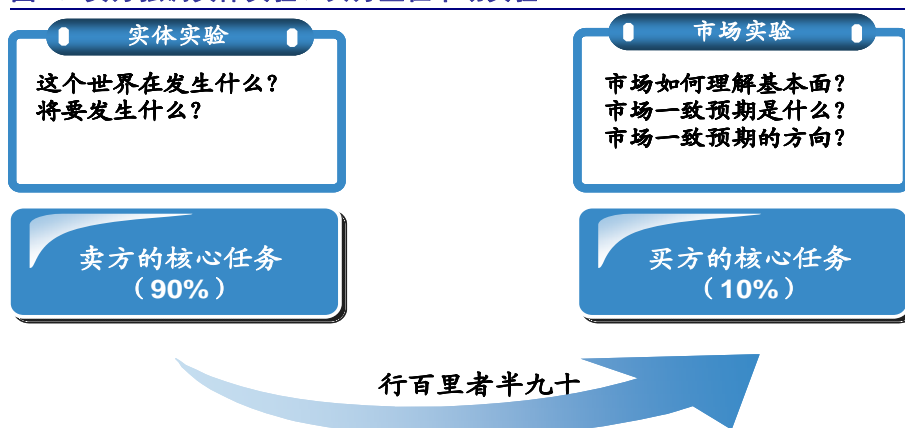 实体实验
这个世界在发生什么？
将要发生什么？
卖方的核心任务
（90%）
市场实验
市场如何理解基本面？
市场一致预期是什么？
市场一致预期的方向？
买方的核心任务
（10%）
行百里者半九十